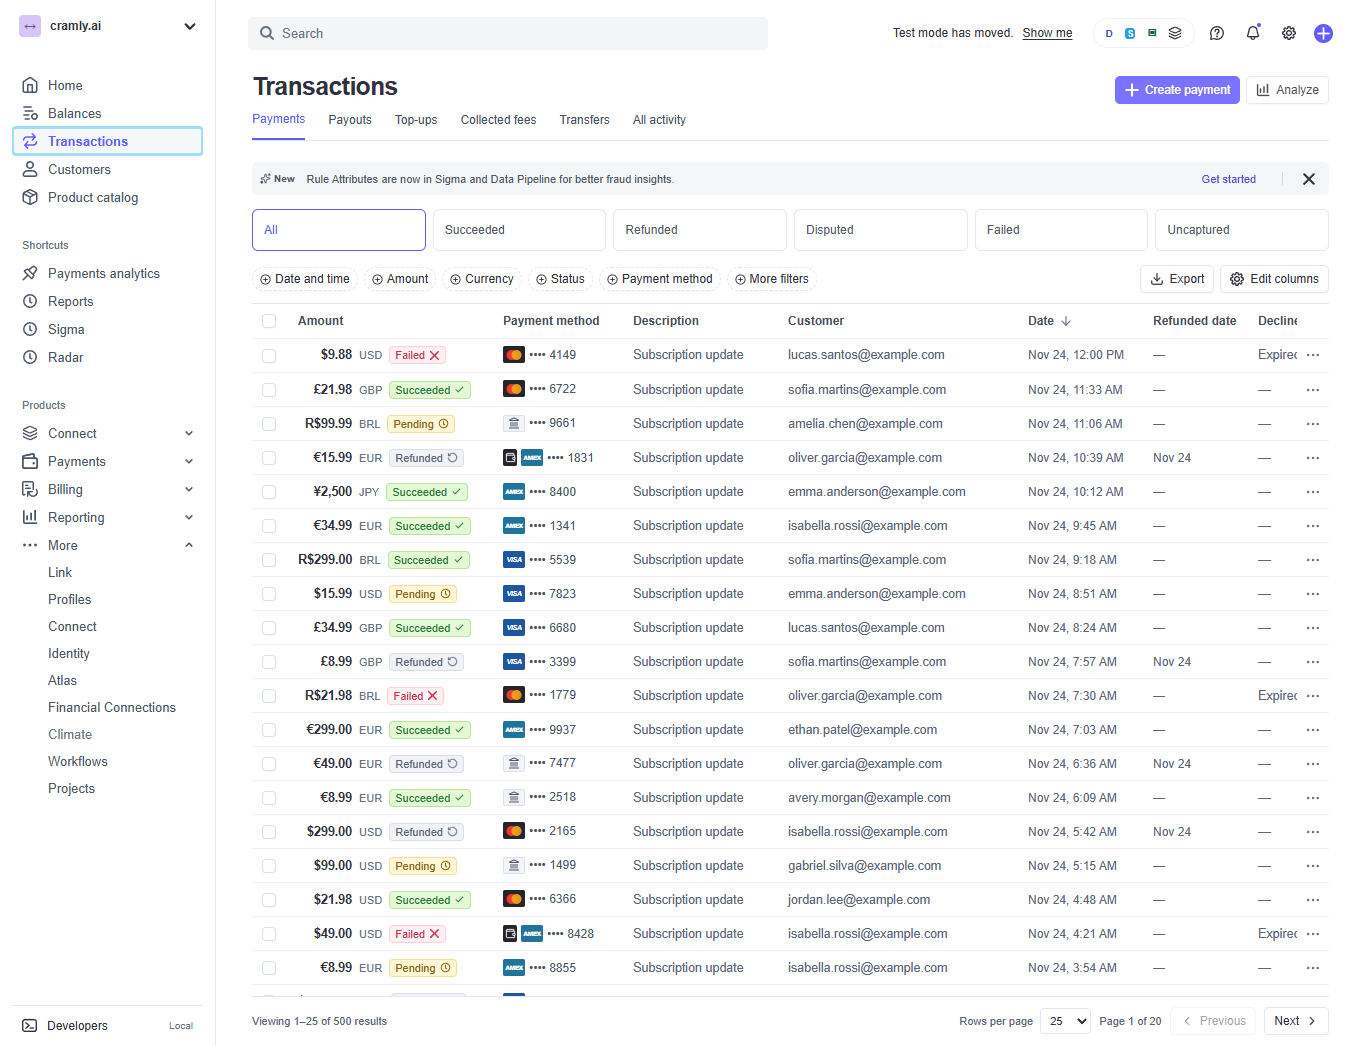 cramly.ai
Search
Test mode has moved. Show me
D S
Home
Balances
Transactions
Customers
Product catalog
Shortcuts
Payments analytics
Reports
Sigma
Radar
Products
Connect
Payments
Billing
Reporting
More
Link
Profiles
Connect
Identity
Atlas
Financial Connections
Climate
Workflows
Projects
Developers Local
Transactions
Create payment Analyze
Payments Payouts Top-ups Collected fees Transfers All activity
New Rule Attributes are now in Sigma and Data Pipeline for better fraud insights. Get started
All Succeeded Refunded Disputed Failed Uncaptured
Date and time Amount Currency Status Payment method More filters Export Edit columns
Amount Payment method Description Customer Date Refunded date Decline
$9.88 USD Failed •••• 4149 Subscription update lucas.santos@example.com Nov 24, 12:00 PM — Expired ···
£21.98 GBP Succeeded •••• 6722 Subscription update sofia.martins@example.com Nov 24, 11:33 AM — — ···
R$99.99 BRL Pending •••• 9661 Subscription update amelia.chen@example.com Nov 24, 11:06 AM — — ···
€15.99 EUR Refunded AMEX •••• 1831 Subscription update oliver.garcia@example.com Nov 24, 10:39 AM Nov 24 — ···
¥2,500 JPY Succeeded AMEX •••• 8400 Subscription update emma.anderson@example.com Nov 24, 10:12 AM — — ···
€34.99 EUR Succeeded AMEX •••• 1341 Subscription update isabella.rossi@example.com Nov 24, 9:45 AM — — ···
R$299.00 BRL Succeeded VISA •••• 5539 Subscription update sofia.martins@example.com Nov 24, 9:18 AM — — ···
$15.99 USD Pending VISA •••• 7823 Subscription update emma.anderson@example.com Nov 24, 8:51 AM — — ···
£34.99 GBP Succeeded VISA •••• 6680 Subscription update lucas.santos@example.com Nov 24, 8:24 AM — — ···
£8.99 GBP Refunded VISA •••• 3399 Subscription update sofia.martins@example.com Nov 24, 7:57 AM Nov 24 — ···
R$21.98 BRL Failed •••• 1779 Subscription update oliver.garcia@example.com Nov 24, 7:30 AM — Expired ···
€299.00 EUR Succeeded AMEX •••• 9937 Subscription update ethan.patel@example.com Nov 24, 7:03 AM — — ···
€49.00 EUR Refunded •••• 7477 Subscription update oliver.garcia@example.com Nov 24, 6:36 AM Nov 24 — ···
€8.99 EUR Succeeded •••• 2518 Subscription update avery.morgan@example.com Nov 24, 6:09 AM — — ···
$299.00 USD Refunded •••• 2165 Subscription update isabella.rossi@example.com Nov 24, 5:42 AM Nov 24 — ···
$99.00 USD Pending •••• 1499 Subscription update gabriel.silva@example.com Nov 24, 5:15 AM — — ···
$21.98 USD Succeeded •••• 6366 Subscription update jordan.lee@example.com Nov 24, 4:48 AM — — ···
$49.00 USD Failed AMEX •••• 8428 Subscription update isabella.rossi@example.com Nov 24, 4:21 AM — Expired ···
€8.99 EUR Pending AMEX •••• 8855 Subscription update isabella.rossi@example.com Nov 24, 3:54 AM — — ···
Viewing 1–25 of 500 results Rows per page 25 Page 1 of 20 Previous Next